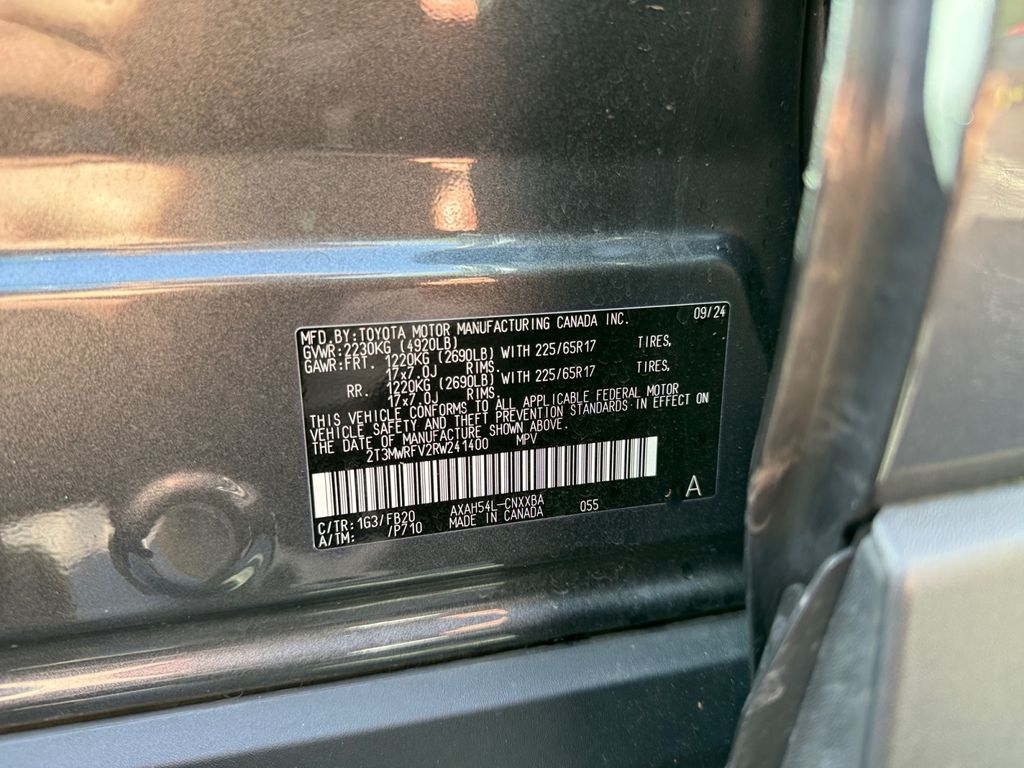 MFD.BY:TOYOTA MOTOR MANUFACTURING CANADA INC. 09/24
GVWR:2230KG (4920LB)
GAWR:FRT. 1220KG (2690LB) WITH 225/65R17 TIRES,
17x7.0J RIMS.
RR. 1220KG (2690LB) WITH 225/65R17 TIRES,
17x7.0J RIMS.
THIS VEHICLE CONFORMS TO ALL APPLICABLE FEDERAL MOTOR
VEHICLE SAFETY AND THEFT PREVENTION STANDARDS IN EFFECT ON
THE DATE OF MANUFACTURE SHOWN ABOVE.
2T3MWRFV2RW241400 MPV
C/TR: 1G3/FB20 AXAH54L-CNXXBA 055 A
A/TM: /P710 MADE IN CANADA